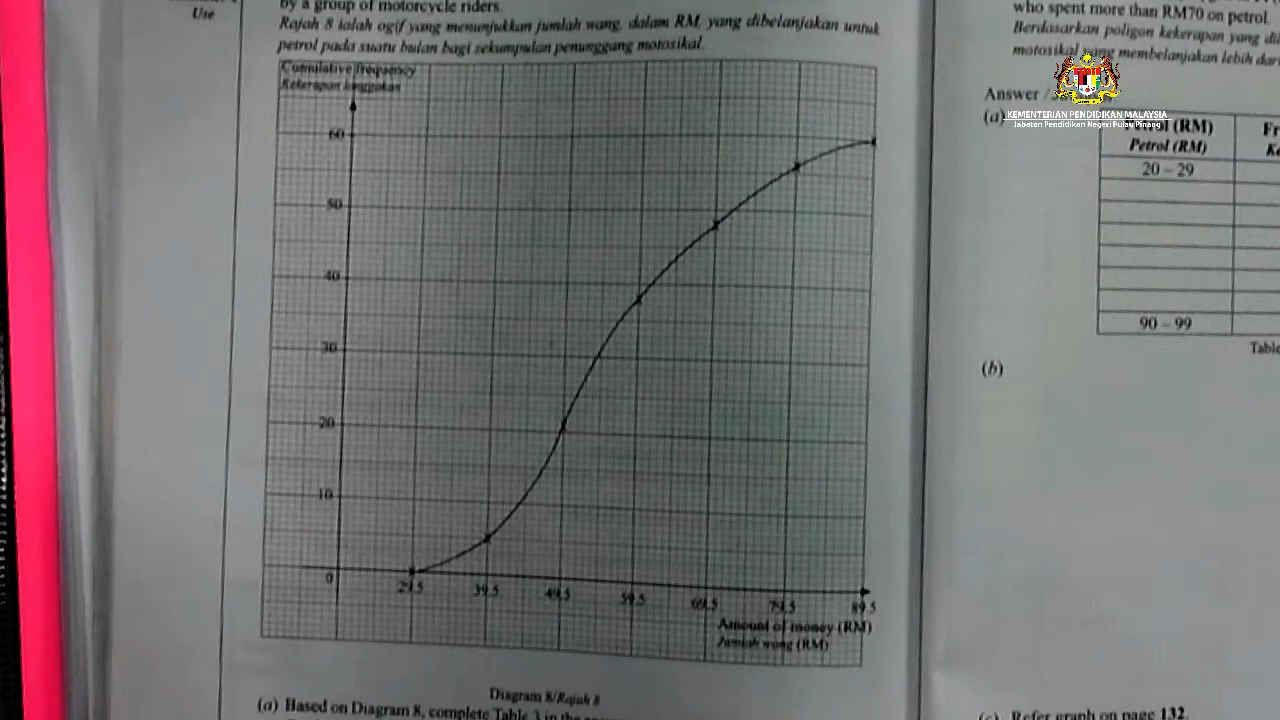 Use
by a group of motorcycle riders.
Rajah 8 ialah ogif yang menunjukkan jumlah wang, dalam RM, yang dibelanjakan untuk
petrol pada suatu bulan bagi sekumpulan penunggang motosikal.
Cumulative frequency
Kekerapan longgokan
60
50
40
30
20
10
0
29.5 39.5 49.5 59.5 69.5 79.5 89.5
Amount of money (RM)
Jumlah wang (RM)
Diagram 8/Rajah 8
(a) Based on Diagram 8, complete Table 3 in the
who spent more than RM70 on petrol.
Berdasarkan poligon kekerapan yang
motosikal yang membelanjakan lebih
Answer /
KEMENTERIAN PENDIDIKAN MALAYSIA
Jabatan Pendidikan Negeri Pulau Pinang
(a)
(RM)
Petrol (RM)
20 – 29
90 – 99
Table
(b)
(c) Refer graph on page 132.